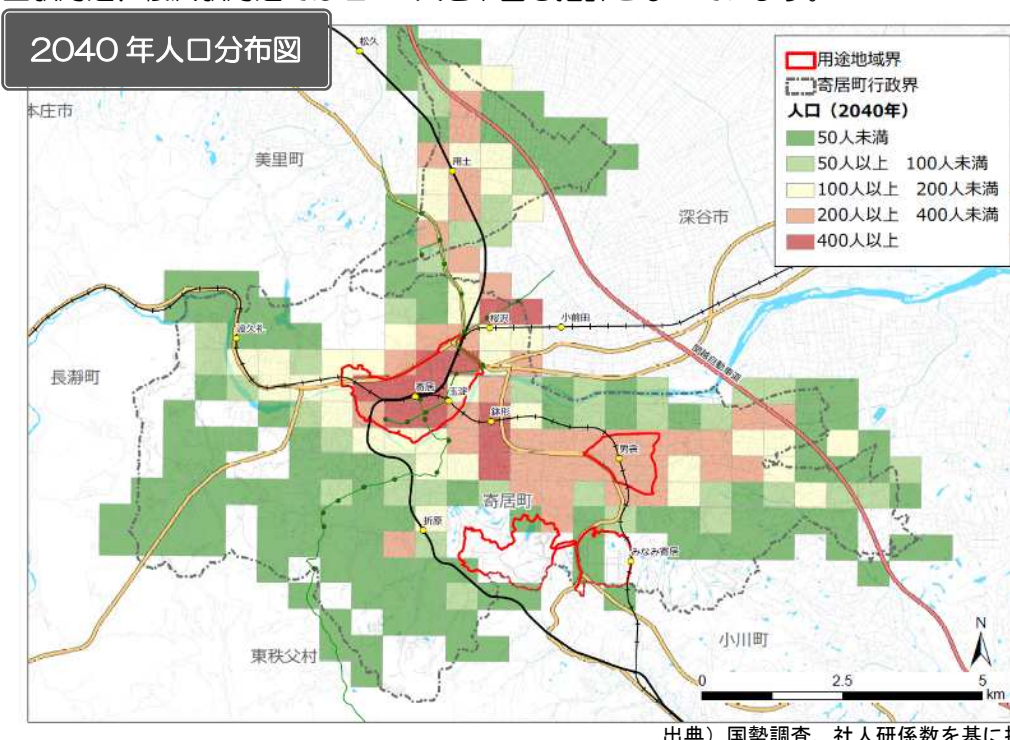 2040年人口分布図
本庄市
美里町
松久
用土
深谷市
用途地域界
寄居町行政界
人口（2040年）
50人未満
50人以上 100人未満
100人以上 200人未満
200人以上 400人未満
400人以上
桜沢
小前田
波久礼
関越自動車道
長瀞町
寄居
玉淀
鉢形
男衾
寄居町
折原
みなみ寄居
東秩父村
小川町
N
0 2.5 5
km
出典）国勢調査、社人研係数を基に